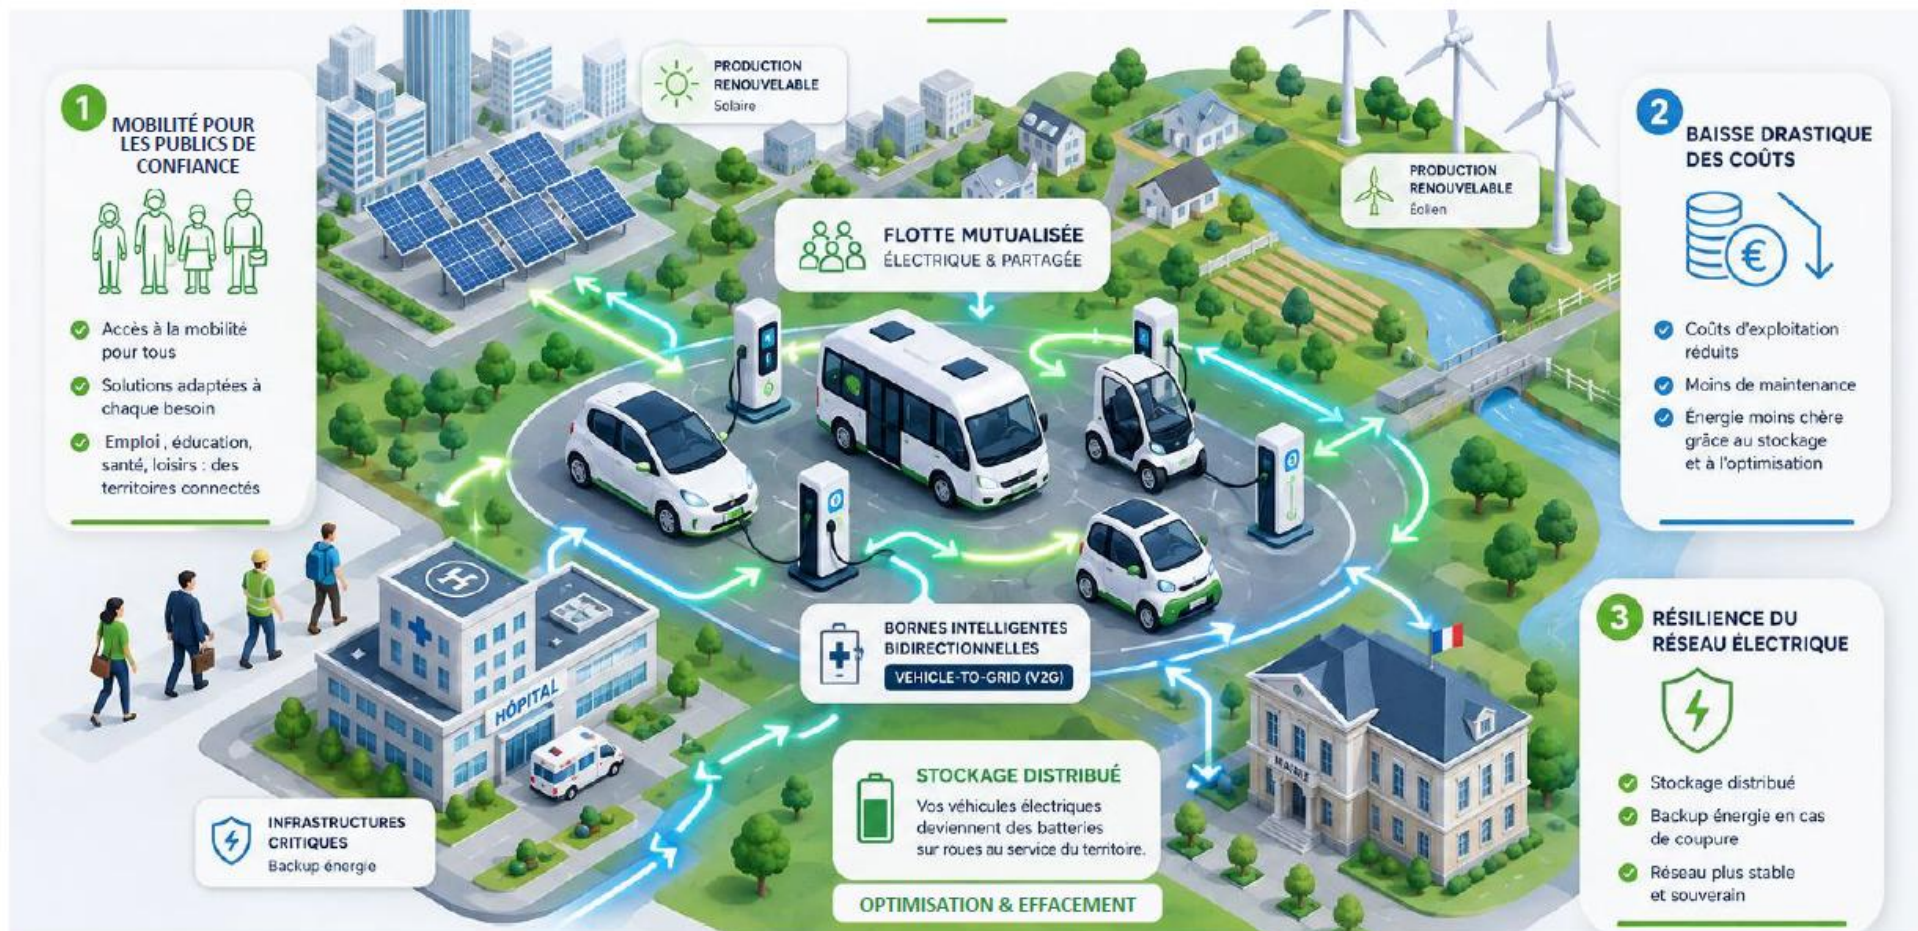 1
MOBILITÉ POUR
LES PUBLICS DE
CONFIANCE
Accès à la mobilité
pour tous
Solutions adaptées à
chaque besoin
Emploi , éducation,
santé, loisirs : des
territoires connectés
PRODUCTION
RENOUVELABLE
Solaire
FLOTTE MUTUALISÉE
ÉLECTRIQUE & PARTAGÉE
PRODUCTION
RENOUVELABLE
Éolien
2
BAISSE DRASTIQUE
DES COÛTS
€
Coûts d'exploitation
réduits
Moins de maintenance
Énergie moins chère
grâce au stockage
et à l'optimisation
BORNES INTELLIGENTES
BIDIRECTIONNELLES
VEHICLE-TO-GRID (V2G)
H
HÔPITAL
MAIRIE
INFRASTRUCTURES
CRITIQUES
Backup énergie
STOCKAGE DISTRIBUÉ
Vos véhicules électriques
deviennent des batteries
sur roues au service du territoire.
OPTIMISATION & EFFACEMENT
3
RÉSILIENCE DU
RÉSEAU ÉLECTRIQUE
Stockage distribué
Backup énergie en cas
de coupure
Réseau plus stable
et souverain